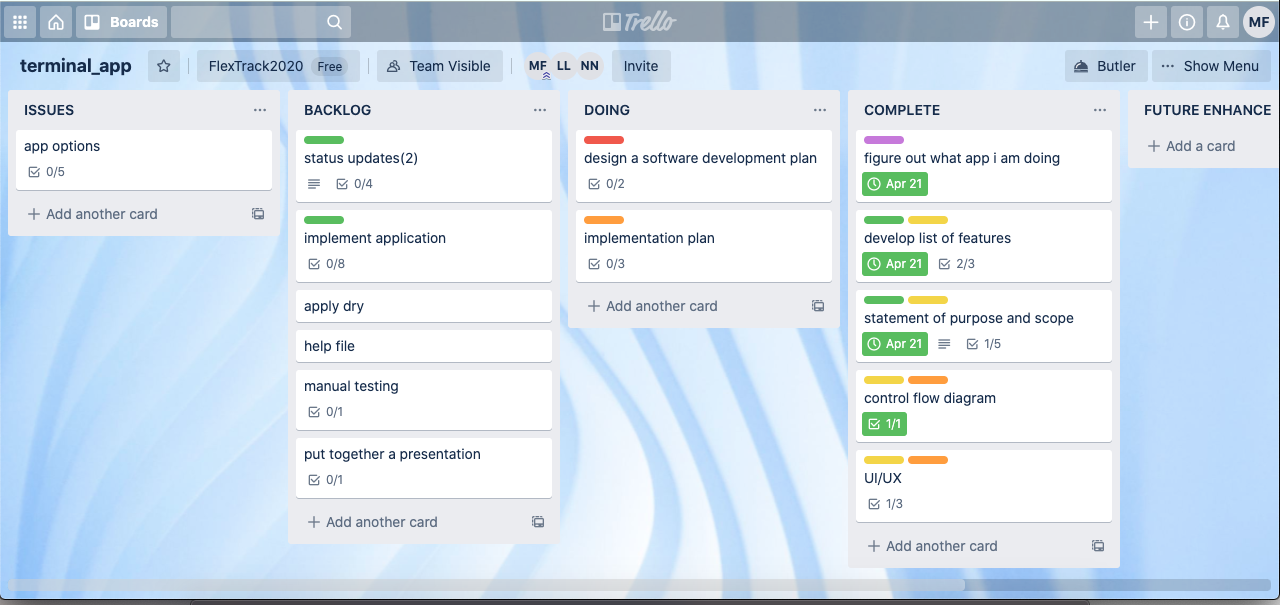 Boards
Trello
MF
terminal_app
FlexTrack2020 Free
Team Visible
MF LL NN
Invite
Butler
... Show Menu
ISSUES ...
app options
0/5
+ Add another card
BACKLOG ...
status updates(2)
0/4
implement application
0/8
apply dry
help file
manual testing
0/1
put together a presentation
0/1
+ Add another card
DOING ...
design a software development plan
0/2
implementation plan
0/3
+ Add another card
COMPLETE ...
figure out what app i am doing
Apr 21
develop list of features
Apr 21 2/3
statement of purpose and scope
Apr 21 1/5
control flow diagram
1/1
UI/UX
1/3
+ Add another card
FUTURE ENHANCE
+ Add a card